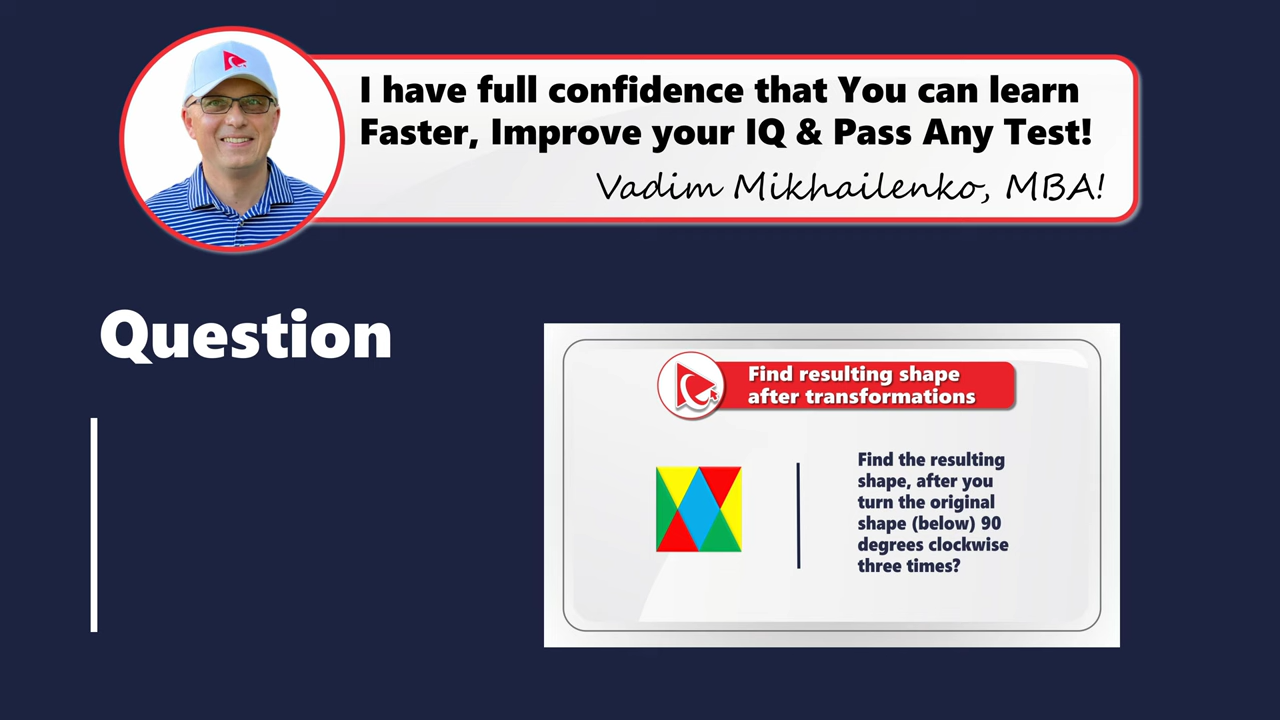 I have full confidence that You can learn
Faster, Improve your IQ & Pass Any Test!
Vadim Mikhailenko, MBA!
Question
Find resulting shape
after transformations
Find the resulting
shape, after you
turn the original
shape (below) 90
degrees clockwise
three times?